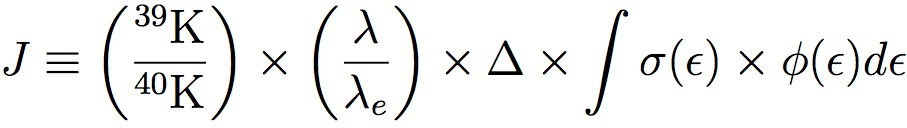 J ≡ (³⁹K / ⁴⁰K) × (λ / λₑ) × Δ × ∫ σ(ϵ) × ϕ(ϵ)dϵ